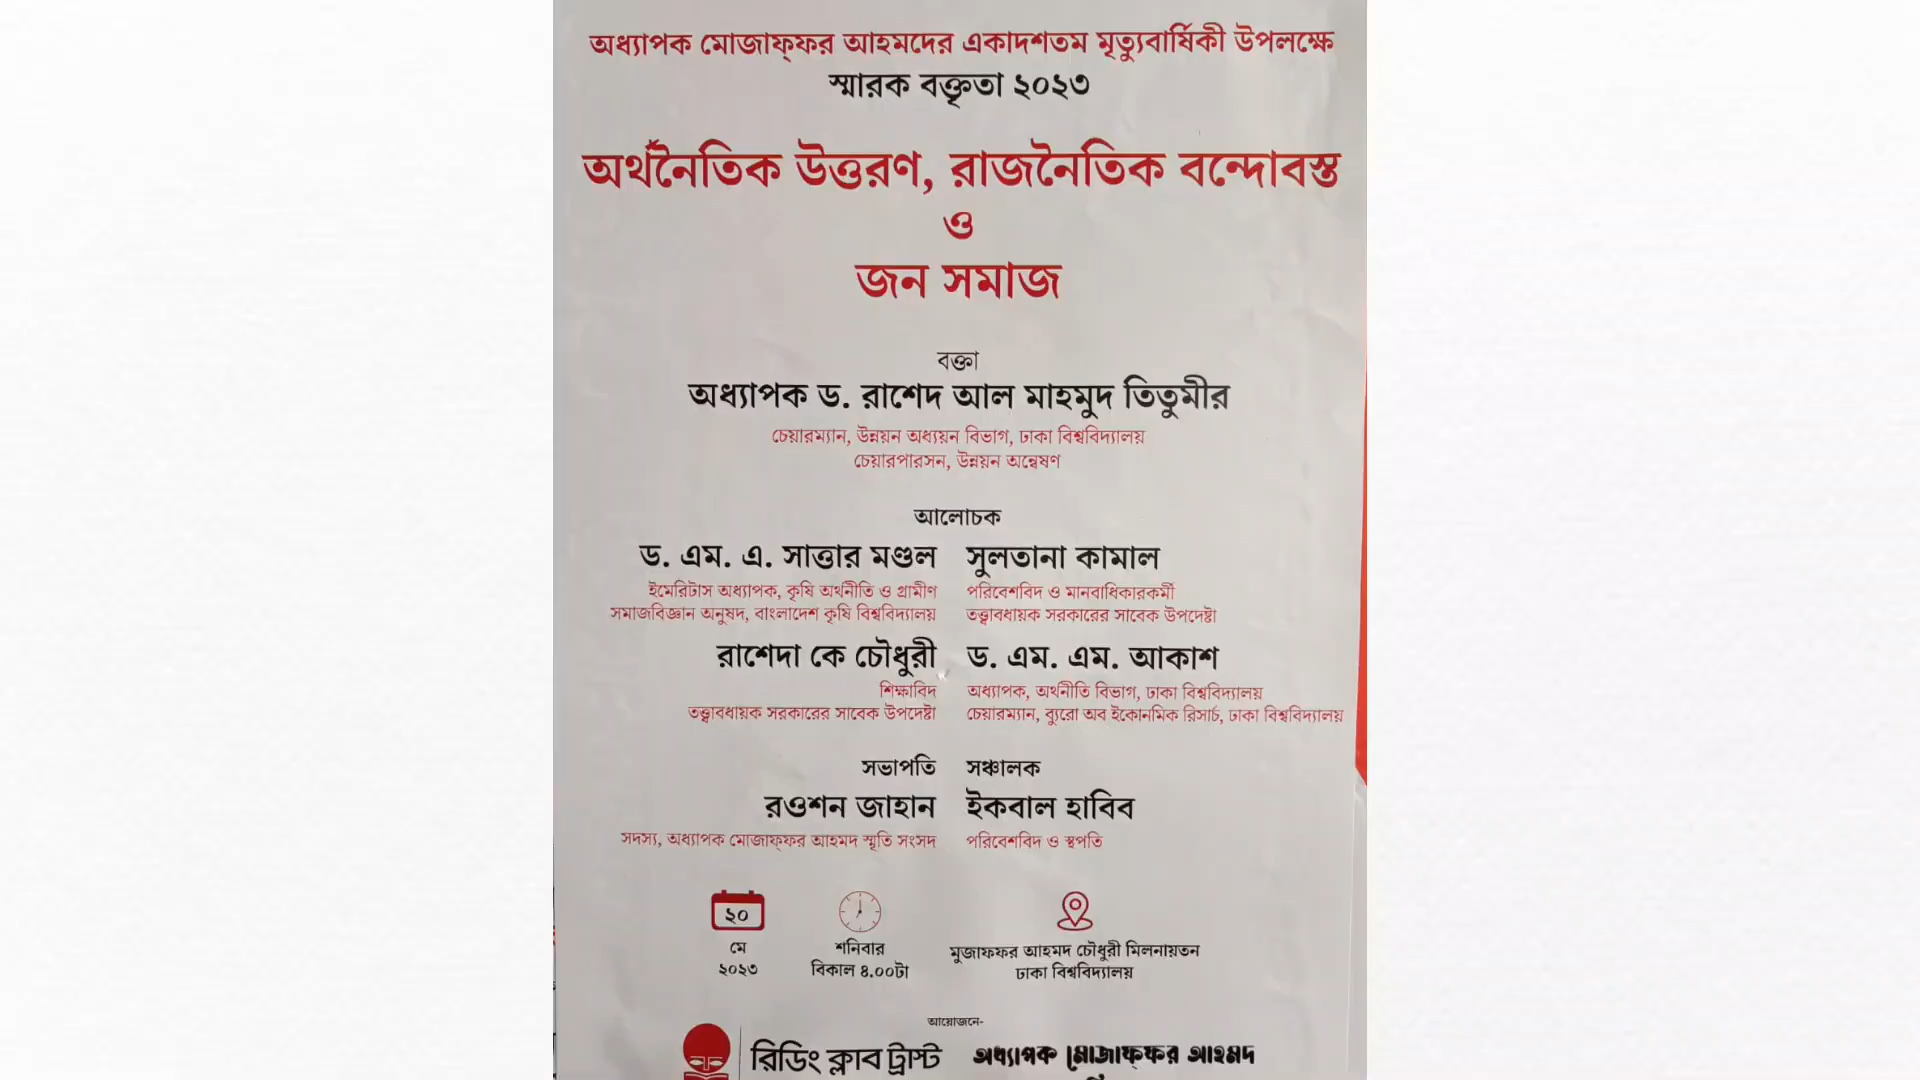 অধ্যাপক মোজাফ্‌ফর আহমদের একাদশতম মৃত্যুবার্ষিকী উপলক্ষে
স্মারক বক্তৃতা ২০২৩
অর্থনৈতিক উত্তরণ, রাজনৈতিক বন্দোবস্ত
ও
জন সমাজ
বক্তা
অধ্যাপক ড. রাশেদ আল মাহমুদ তিতুমীর
চেয়ারম্যান, উন্নয়ন অধ্যয়ন বিভাগ, ঢাকা বিশ্ববিদ্যালয়
চেয়ারপারসন, উন্নয়ন অন্বেষণ
আলোচক
ড. এম. এ. সাত্তার মণ্ডল
ইমেরিটাস অধ্যাপক, কৃষি অর্থনীতি ও গ্রামীণ
সমাজবিজ্ঞান অনুষদ, বাংলাদেশ কৃষি বিশ্ববিদ্যালয়
সুলতানা কামাল
পরিবেশবিদ ও মানবাধিকারকর্মী
তত্ত্বাবধায়ক সরকারের সাবেক উপদেষ্টা
রাশেদা কে চৌধুরী
শিক্ষাবিদ
তত্ত্বাবধায়ক সরকারের সাবেক উপদেষ্টা
ড. এম. এম. আকাশ
অধ্যাপক, অর্থনীতি বিভাগ, ঢাকা বিশ্ববিদ্যালয়
চেয়ারম্যান, ব্যুরো অব ইকোনমিক রিসার্চ, ঢাকা বিশ্ববিদ্যালয়
সভাপতি
রওশন জাহান
সদস্য, অধ্যাপক মোজাফ্‌ফর আহমদ স্মৃতি সংসদ
সঞ্চালক
ইকবাল হাবিব
পরিবেশবিদ ও স্থপতি
২০
মে
২০২৩
শনিবার
বিকাল ৪.০০টা
মুজাফফর আহমদ চৌধুরী মিলনায়তন
ঢাকা বিশ্ববিদ্যালয়
আয়োজনে-
রিডিং ক্লাব ট্রাস্ট
অধ্যাপক মোজাফ্‌ফর আহমদ